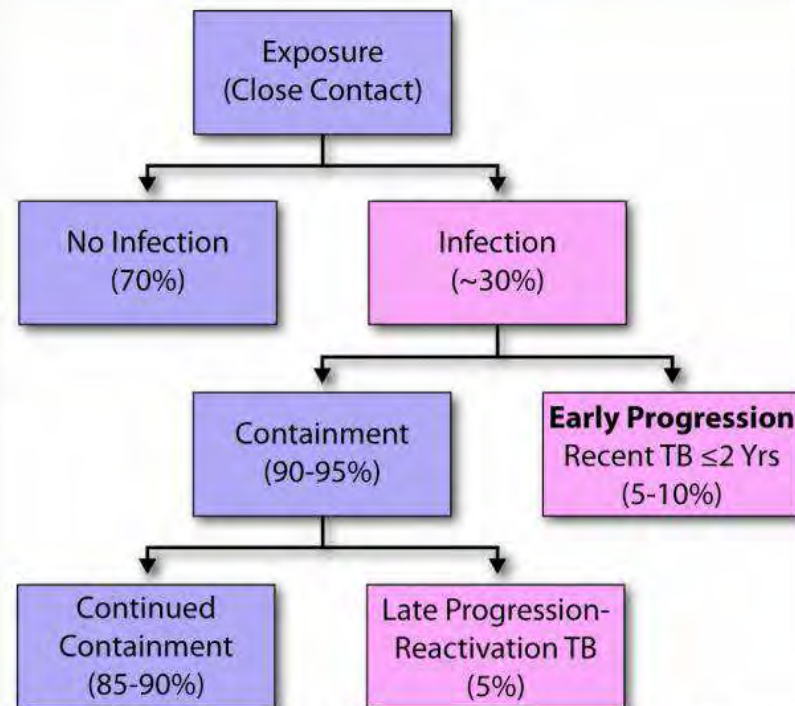 Exposure
(Close Contact)
No Infection
(70%)
Infection
(~30%)
Containment
(90-95%)
Early Progression
Recent TB ≤2 Yrs
(5-10%)
Continued
Containment
(85-90%)
Late Progression-
Reactivation TB
(5%)